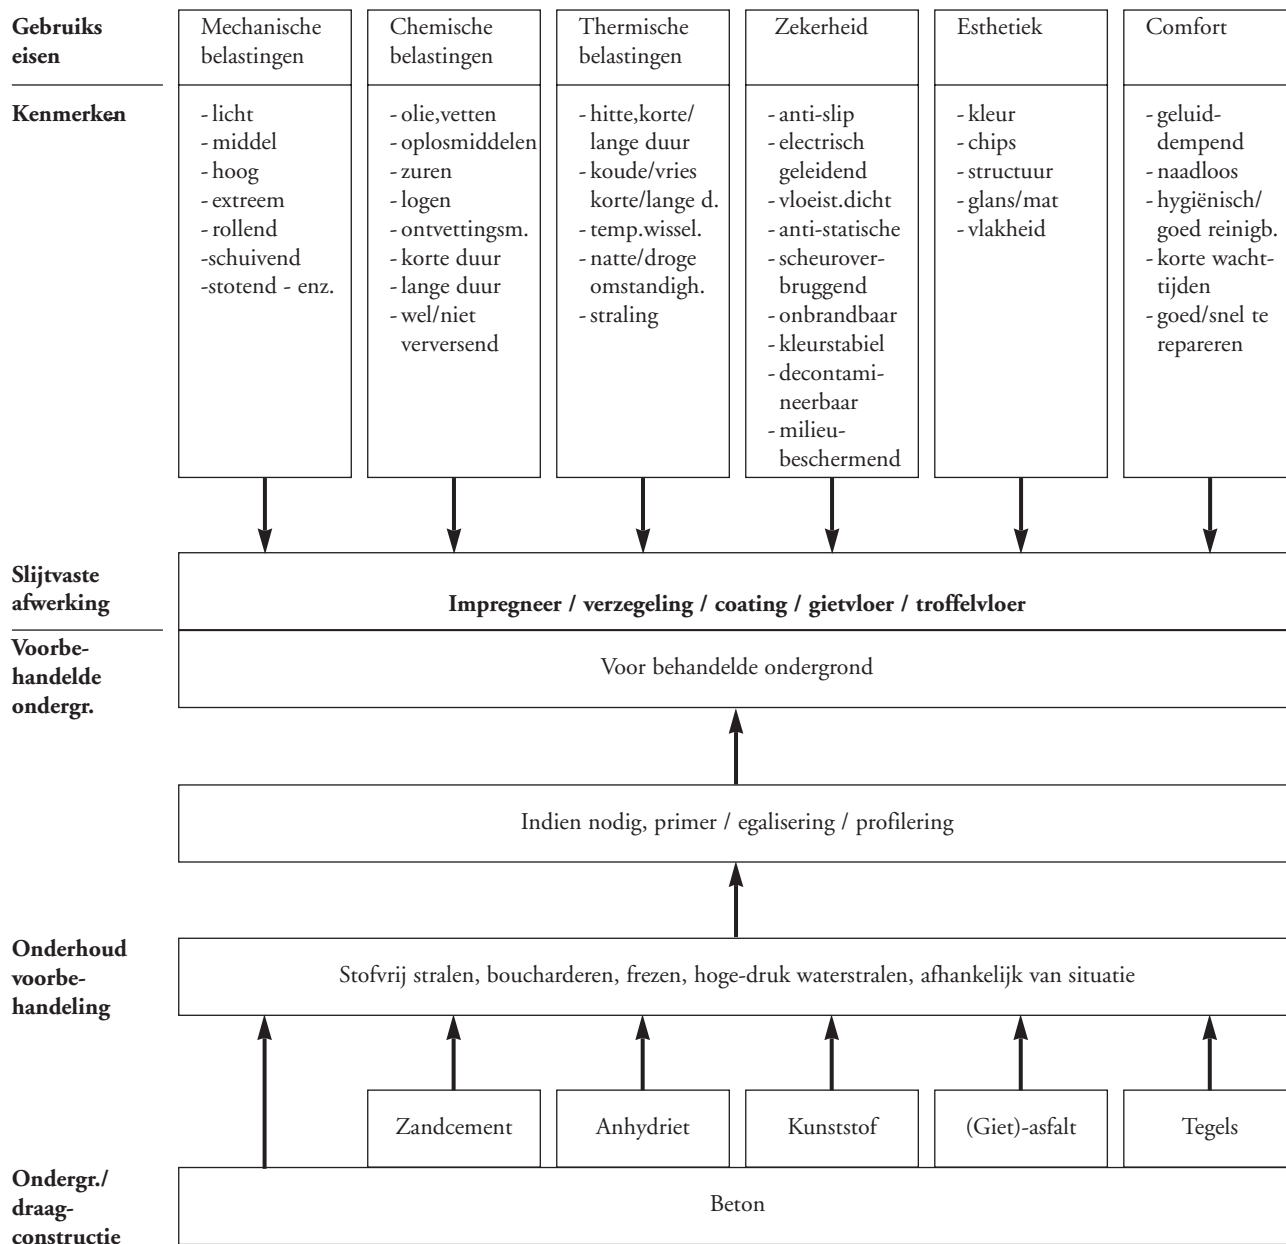 Gebruiks
eisen
Mechanische
belastingen
Chemische
belastingen
Thermische
belastingen
Zekerheid
Esthetiek
Comfort
Kenmerken
- licht
- middel
- hoog
- extreem
- rollend
-schuivend
-stotend - enz.
- olie,vetten
- oplosmiddelen
- zuren
- logen
- ontvettingsm.
- korte duur
- lange duur
- wel/niet
ververs­end
- hitte,korte/
lange duur
- koude/vries
korte/lange d.
- temp.wissel.
- natte/droge
omstandigh.
- straling
- anti-slip
- electrisch
geleidend
- vloeist.dicht
- anti-statische
- scheurover-
bruggend
- onbrandbaar
- kleurstabiel
- decontami-
neerbaar
- milieu-
beschermend
- kleur
- chips
- structuur
- glans/mat
- vlakheid
- geluid-
dempend
- naadloos
- hygiënisch/
goed reinigb.
- korte wacht-
tijden
- goed/snel te
repareren
Slijtvaste
afwerking
Impregneer / verzegeling / coating / gietvloer / troffelvloer
Voorbe-
handelde
ondergr.
Voor behandelde ondergrond
Indien nodig, primer / egalisering / profilering
Onderhoud
voorbe-
handeling
Stofvrij stralen, boucharderen, frezen, hoge-druk waterstralen, afhankelijk van situatie
Zandcement
Anhydriet
Kunststof
(Giet)-asfalt
Tegels
Ondergr./
draag-
constructie
Beton